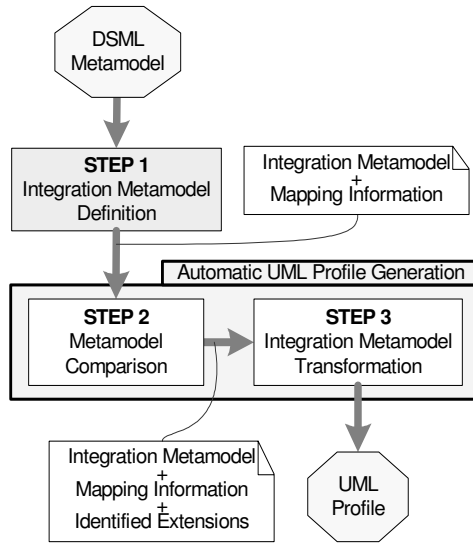 DSML
Metamodel
STEP 1
Integration Metamodel
Definition
Integration Metamodel
+
Mapping Information
Automatic UML Profile Generation
STEP 2
Metamodel
Comparison
STEP 3
Integration Metamodel
Transformation
Integration Metamodel
+
Mapping Information
+
Identified Extensions
UML
Profile